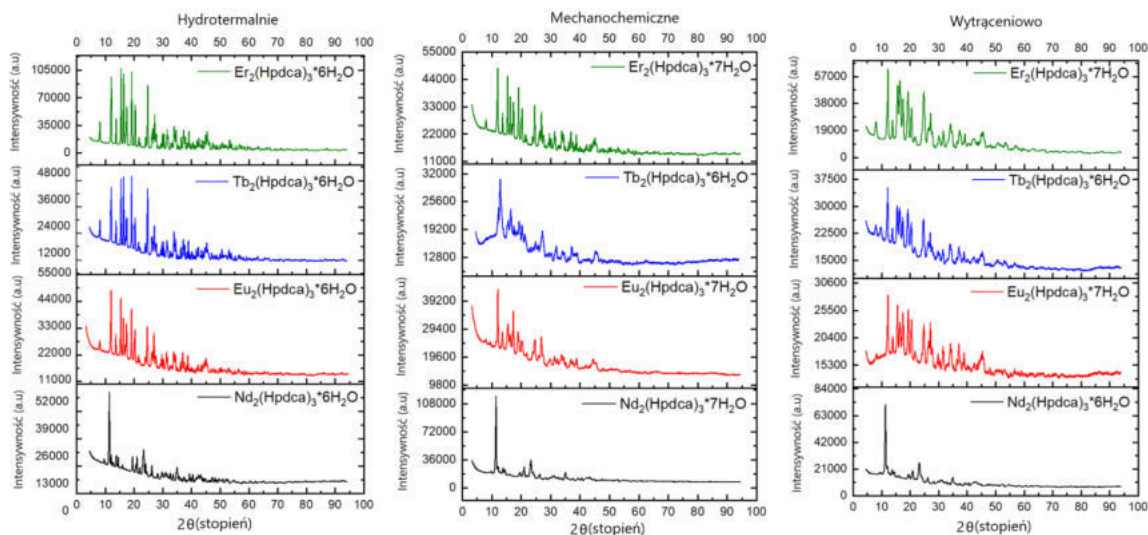 Hydrotermalnie
0 10 20 30 40 50 60 70 80 90 100
Intensywność (a.u)
105000
70000
35000
0
Er2(Hpdca)3*6H2O
Intensywność (a.u)
48000
36000
24000
12000
Tb2(Hpdca)3*6H2O
Intensywność (a.u)
55000
44000
33000
22000
11000
Eu2(Hpdca)3*6H2O
Intensywność (a.u)
52000
39000
26000
13000
0
Nd2(Hpdca)3*6H2O
0 10 20 30 40 50 60 70 80 90 100
2θ(stopień)
Mechanochemiczne
0 10 20 30 40 50 60 70 80 90 100
Intensywność (a.u)
55000
44000
33000
22000
11000
Er2(Hpdca)3*7H2O
Intensywność (a.u)
32000
25600
19200
12800
Tb2(Hpdca)3*6H2O
Intensywność (a.u)
39200
29400
19600
9800
Eu2(Hpdca)3*7H2O
Intensywność (a.u)
108000
72000
36000
0
Nd2(Hpdca)3*7H2O
0 10 20 30 40 50 60 70 80 90 100
2θ(stopień)
Wytrąceniowo
0 10 20 30 40 50 60 70 80 90 100
Intensywność (a.u)
57000
38000
19000
0
Er2(Hpdca)3*7H2O
Intensywność (a.u)
37500
30000
22500
15000
Tb2(Hpdca)3*6H2O
Intensywność (a.u)
30600
25500
20400
15300
Eu2(Hpdca)3*7H2O
Intensywność (a.u)
84000
63000
42000
21000
0
Nd2(Hpdca)3*6H2O
0 10 20 30 40 50 60 70 80 90 100
2θ(stopień)